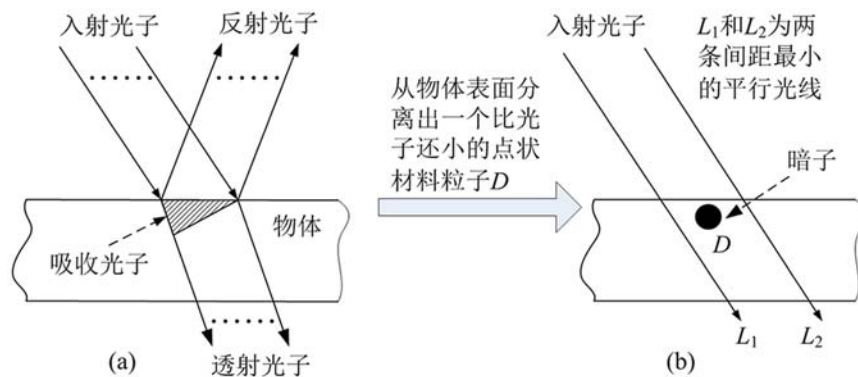 入射光子
反射光子
物体
吸收光子
透射光子
(a)
从物体表面分
离出一个比光
子还小的点状
材料粒子D
入射光子
L₁和L₂为两
条间距最小
的平行光线
暗子
D
L₁
L₂
(b)